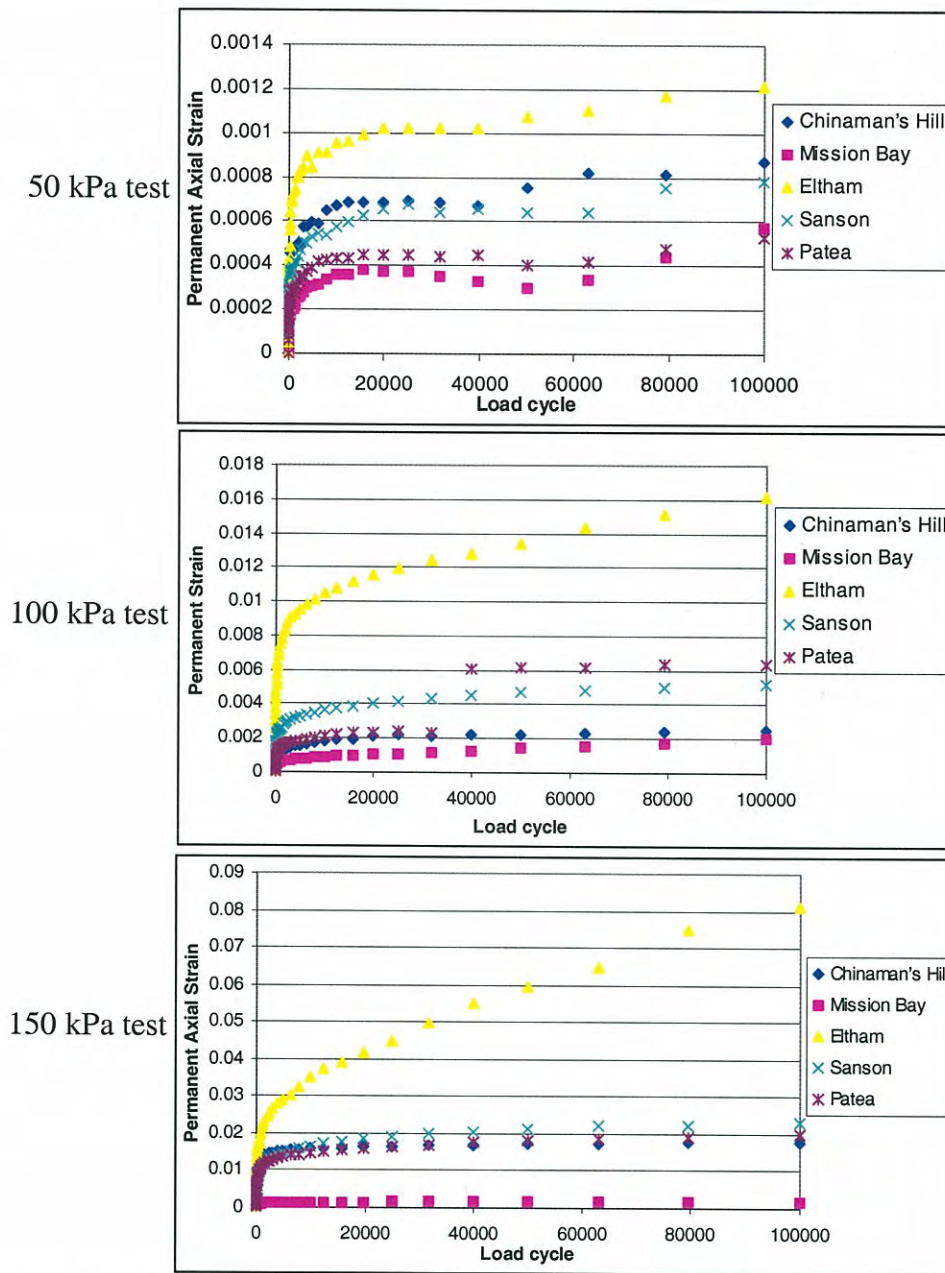 50 kPa test
Permanent Axial Strain
0.0014
0.0012
0.001
0.0008
0.0006
0.0004
0.0002
0
0 20000 40000 60000 80000 100000
Load cycle
Chinaman's Hill
Mission Bay
Eltham
Sanson
Patea
100 kPa test
Permanent Strain
0.018
0.016
0.014
0.012
0.01
0.008
0.006
0.004
0.002
0
0 20000 40000 60000 80000 100000
Load cycle
Chinaman's Hill
Mission Bay
Eltham
Sanson
Patea
150 kPa test
Permanent Axial Strain
0.09
0.08
0.07
0.06
0.05
0.04
0.03
0.02
0.01
0
0 20000 40000 60000 80000 100000
Load cycle
Chinaman's Hill
Mission Bay
Eltham
Sanson
Patea